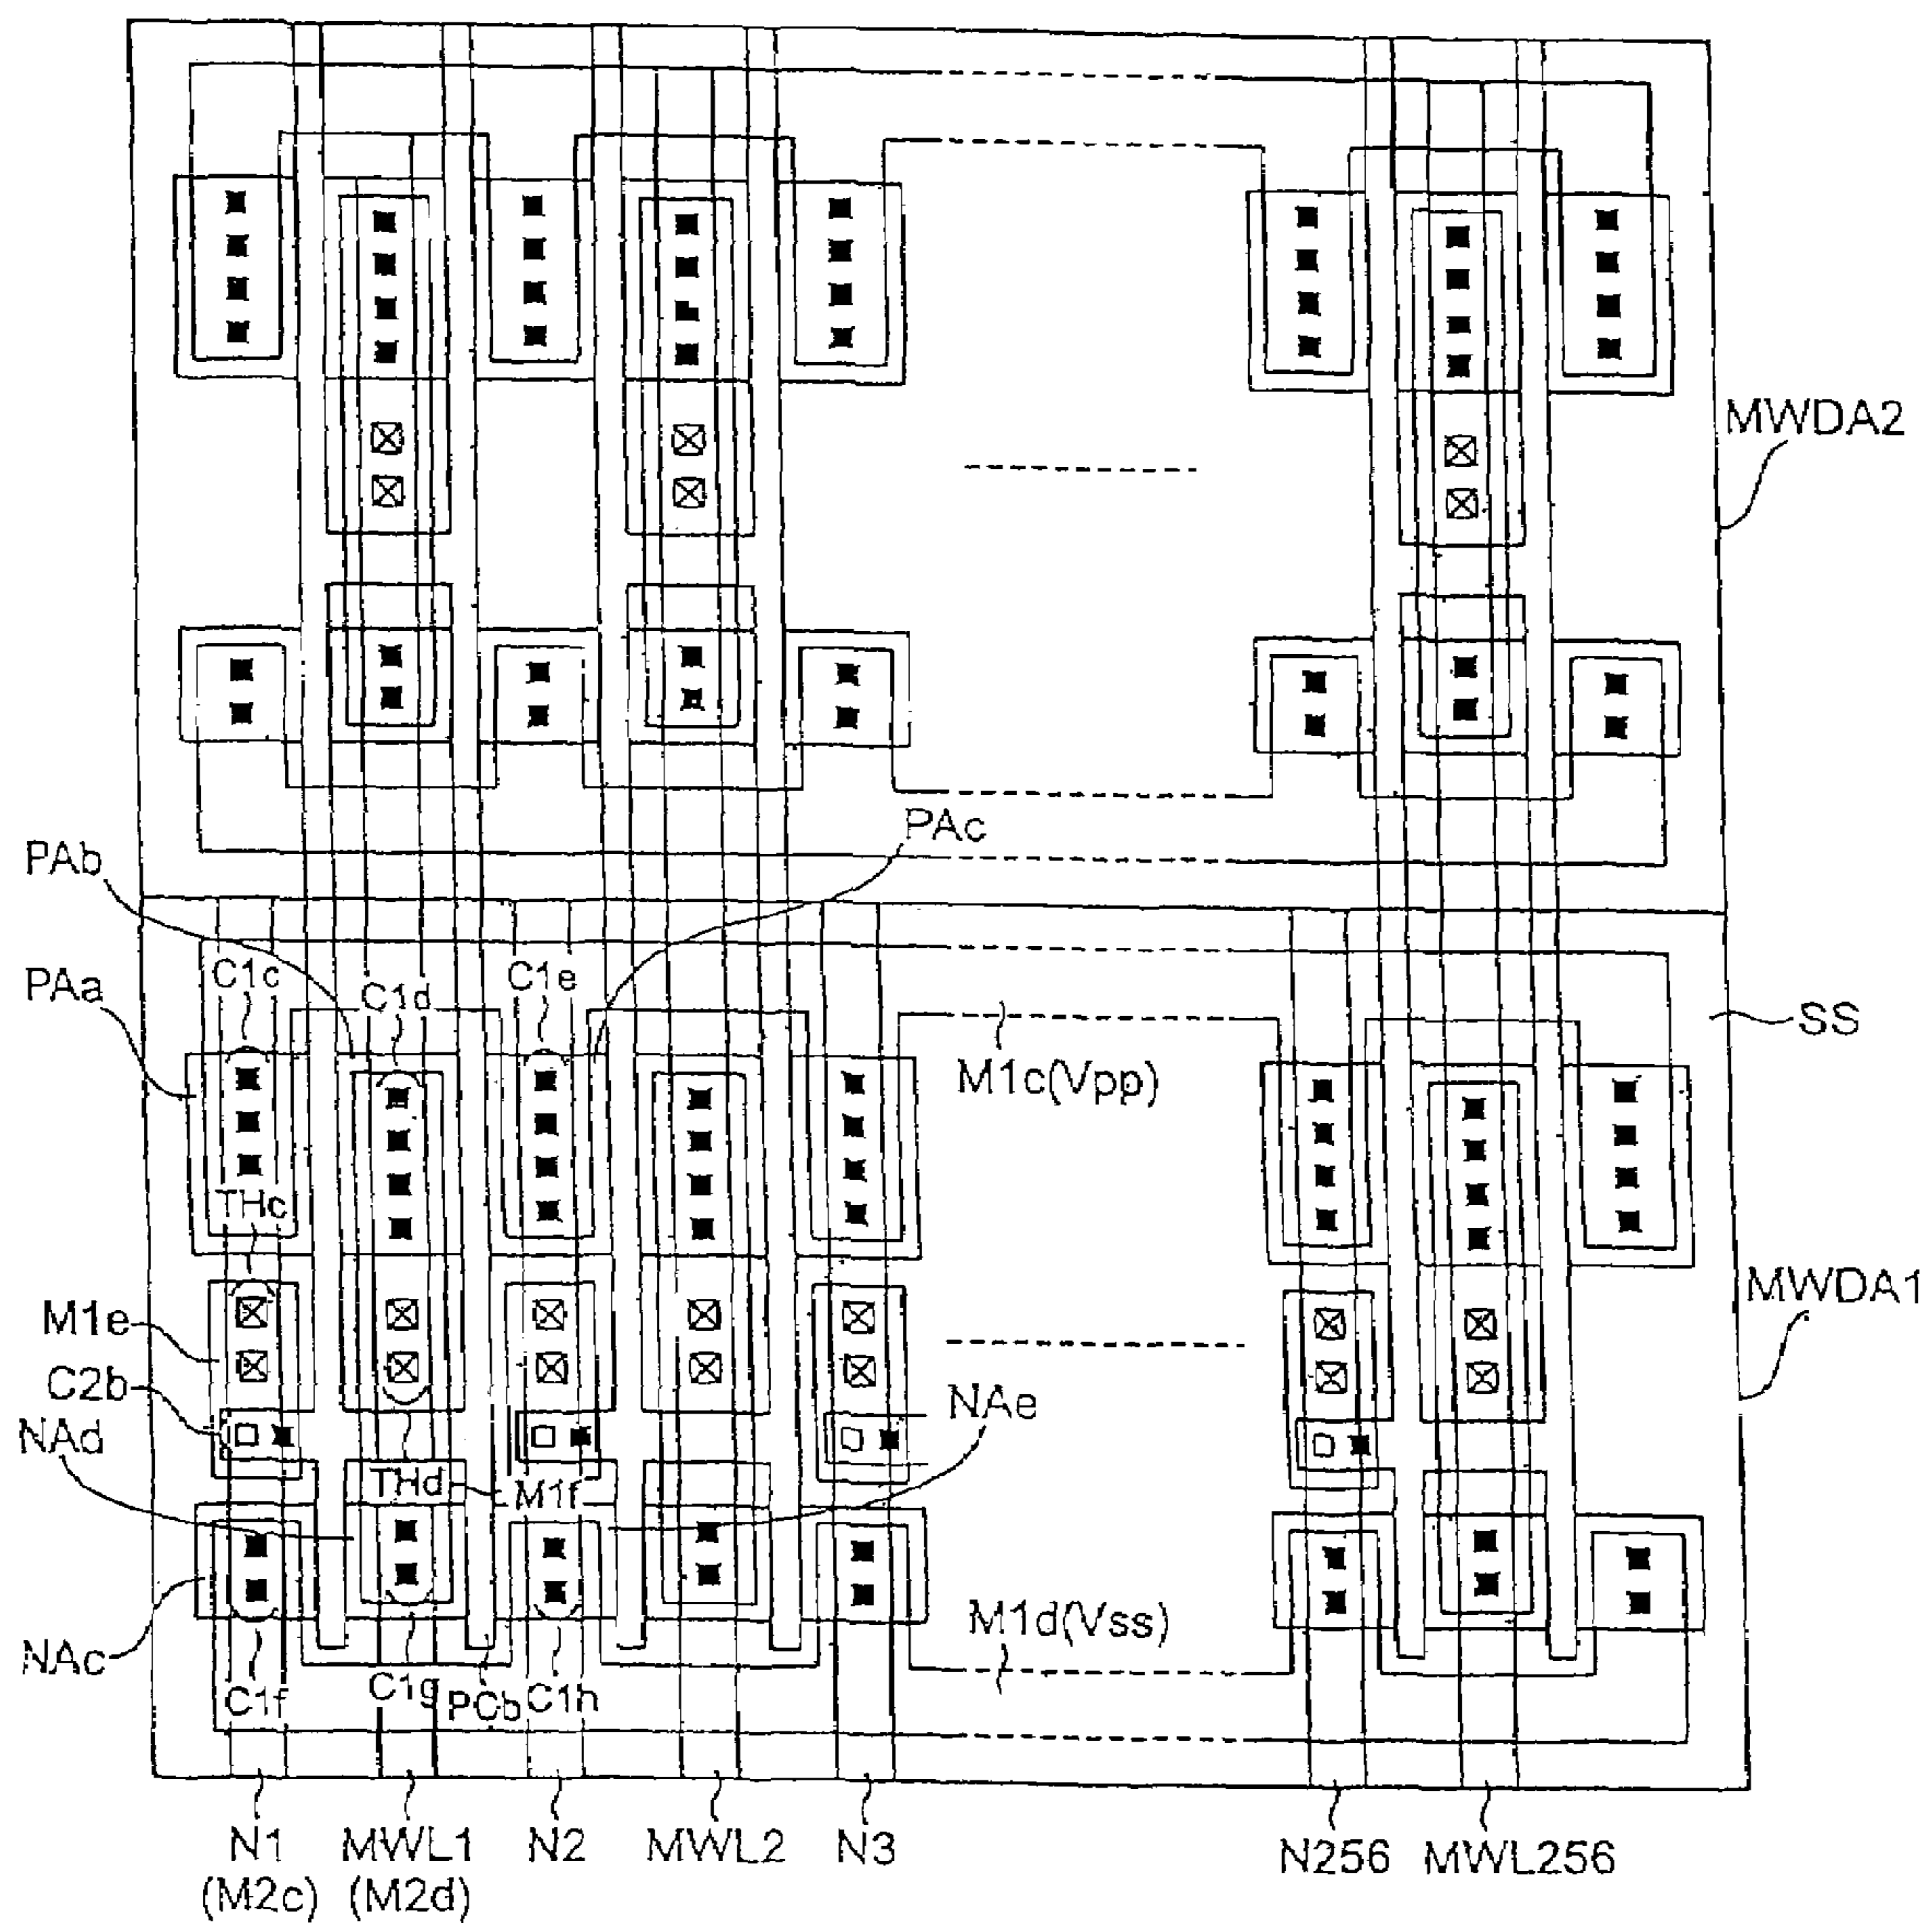 MWDA2
PAc
PAb
C1c
C1e
PAa
C1d
SS
M1c(Vpp)
THc
MWDA1
M1e
C2b
NAe
NAd
THd
M1f
M1d(Vss)
NAc
C1f
C1g
PCb
C1h
N1
MWL1
N2
MWL2
N3
N256
MWL256
(M2c)
(M2d)